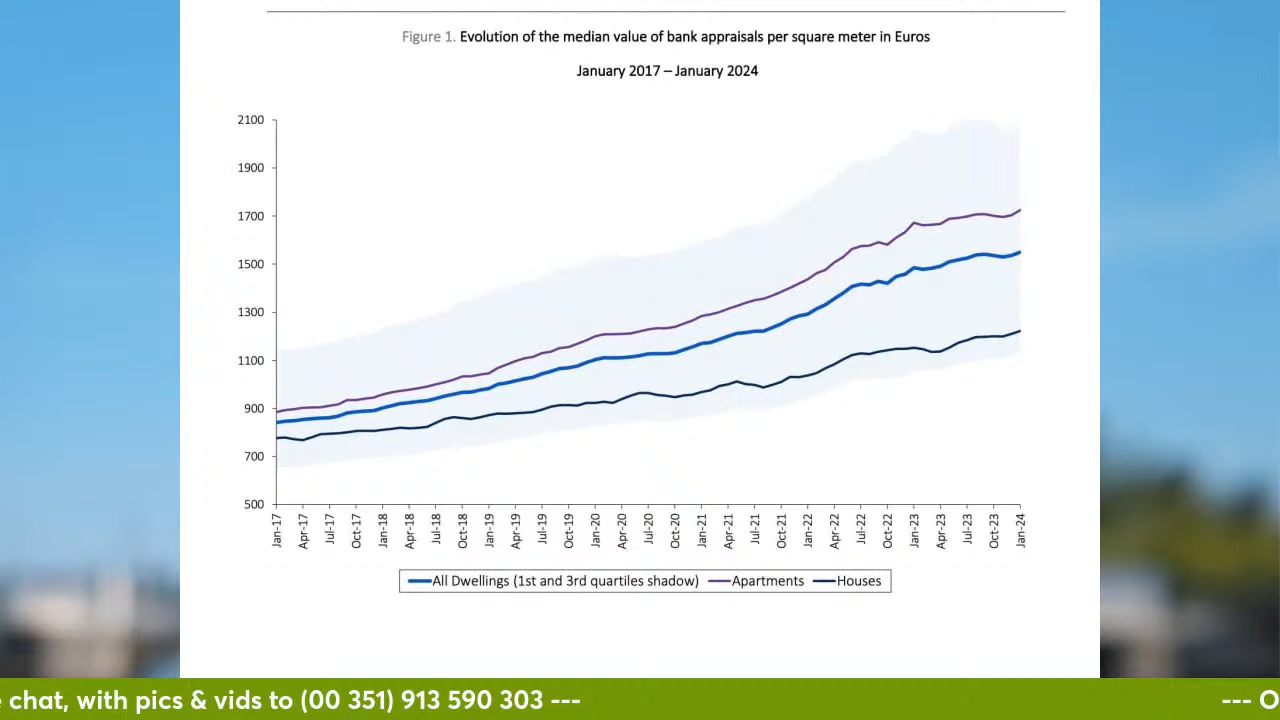 Figure 1. Evolution of the median value of bank appraisals per square meter in Euros
January 2017 – January 2024
2100
1900
1700
1500
1300
1100
900
700
500
Jan-17
Apr-17
Jul-17
Oct-17
Jan-18
Apr-18
Jul-18
Oct-18
Jan-19
Apr-19
Jul-19
Oct-19
Jan-20
Apr-20
Jul-20
Oct-20
Jan-21
Apr-21
Jul-21
Oct-21
Jan-22
Apr-22
Jul-22
Oct-22
Jan-23
Apr-23
Jul-23
Oct-23
Jan-24
All Dwellings (1st and 3rd quartiles shadow) Apartments Houses
chat, with pics & vids to (00 351) 913 590 303 --- --- O